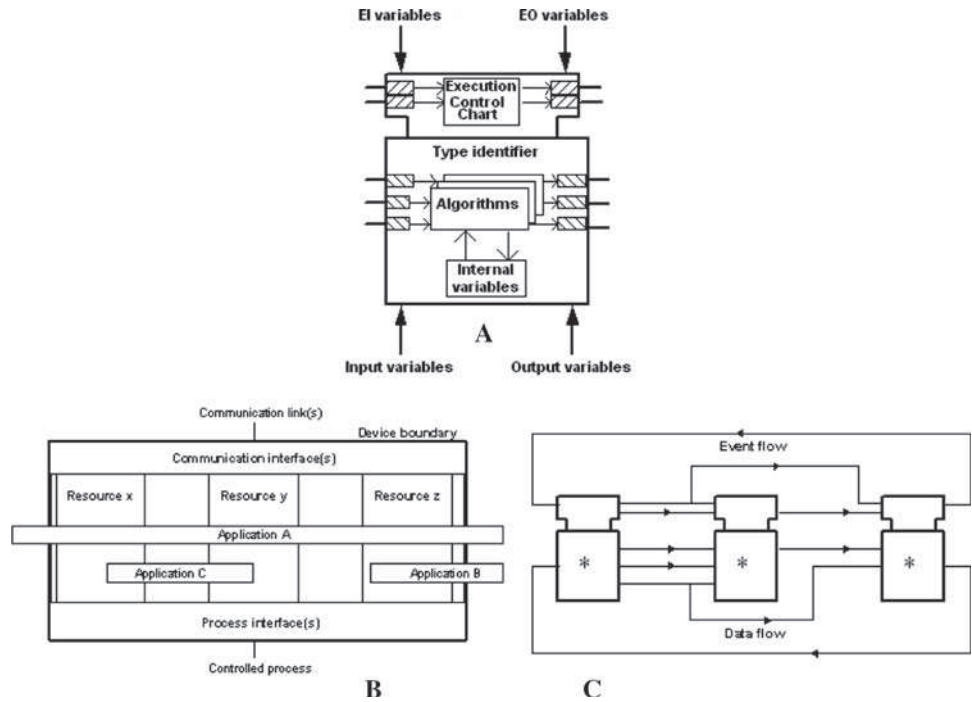 EI variables
EO variables
Execution
Control
Chart
Type identifier
Algorithms
Internal
variables
A
Input variables
Output variables
Communication link(s)
Device boundary
Communication interface(s)
Resource x
Resource y
Resource z
Application A
Application C
Application B
Process interface(s)
Controlled process
B
Event flow
*
*
*
Data flow
C